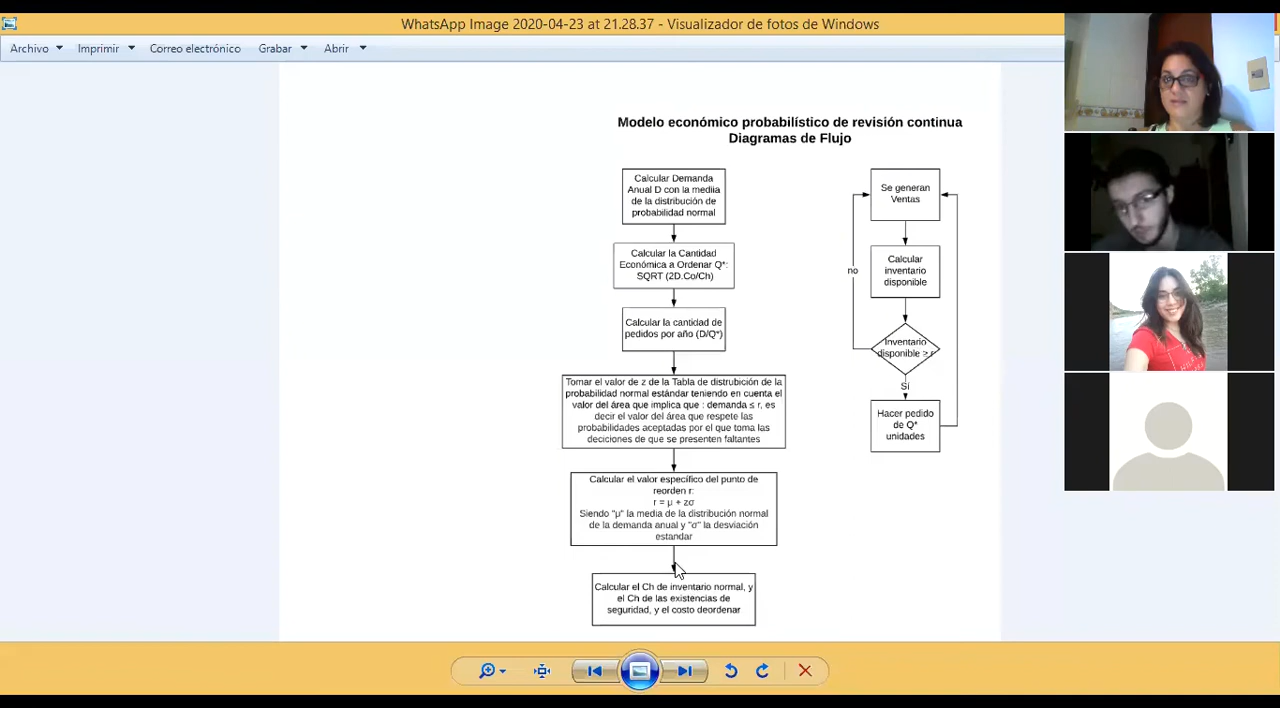 WhatsApp Image 2020-04-23 at 21.28.37 - Visualizador de fotos de Windows
Archivo Imprimir Correo electrónico Grabar Abrir
Modelo económico probabilístico de revisión continua
Diagramas de Flujo
Calcular Demanda
Anual D con la mediia
de la distribución de
probabilidad normal
Calcular la Cantidad
Económica a Ordenar Q*:
SQRT (2D.Co/Ch)
Calcular la cantidad de
pedidos por año (D/Q*)
Tomar el valor de z de la Tabla de distrubición de la
probabilidad normal estándar teniendo en cuenta el
valor del área que implica que : demanda ≤ r, es
decir el valor del área que respete las
probabilidades aceptadas por el que toma las
deciciones de que se presenten faltantes
Calcular el valor específico del punto de
reorden r:
r = μ + zσ
Siendo "μ" la media de la distribución normal
de la demanda anual y "σ" la desviación
estandar
Calcular el Ch de inventario normal, y
el Ch de las existencias de
seguridad, y el costo deordenar
Se generan
Ventas
Calcular
inventario
disponible
no
Inventario
disponible ≥ r
Sí
Hacer pedido
de Q*
unidades